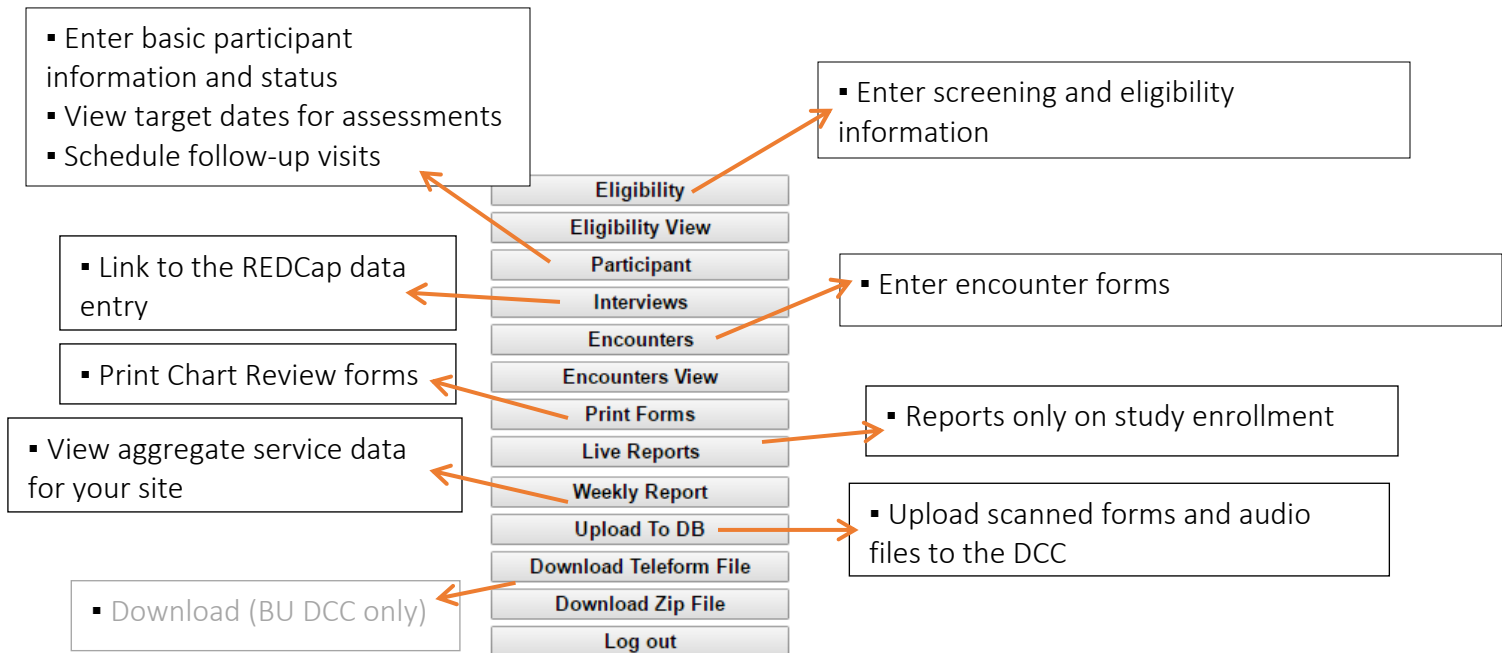 ▪ Enter basic participant
information and status
▪ View target dates for assessments
▪ Schedule follow-up visits
▪ Enter screening and eligibility
information
▪ Link to the REDCap data
entry
▪ Enter encounter forms
▪ Print Chart Review forms
▪ Reports only on study enrollment
▪ View aggregate service data
for your site
▪ Upload scanned forms and audio
files to the DCC
▪ Download (BU DCC only)
Eligibility
Eligibility View
Participant
Interviews
Encounters
Encounters View
Print Forms
Live Reports
Weekly Report
Upload To DB
Download Teleform File
Download Zip File
Log out